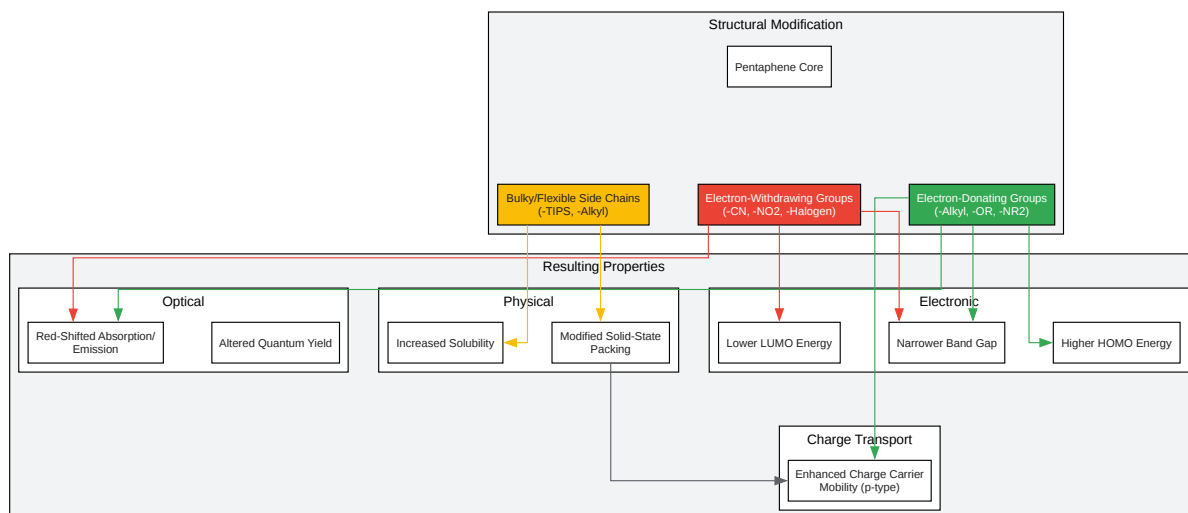 Structural Modification
Pentaphene Core
Bulky/Flexible Side Chains
(-TIPS, -Alkyl)
Electron-Withdrawing Groups
(-CN, -NO2, -Halogen)
Electron-Donating Groups
(-Alkyl, -OR, -NR2)
Resulting Properties
Optical
Red-Shifted Absorption/
Emission
Altered Quantum Yield
Physical
Increased Solubility
Modified Solid-State
Packing
Electronic
Lower LUMO Energy
Narrower Band Gap
Higher HOMO Energy
Charge Transport
Enhanced Charge Carrier
Mobility (p-type)